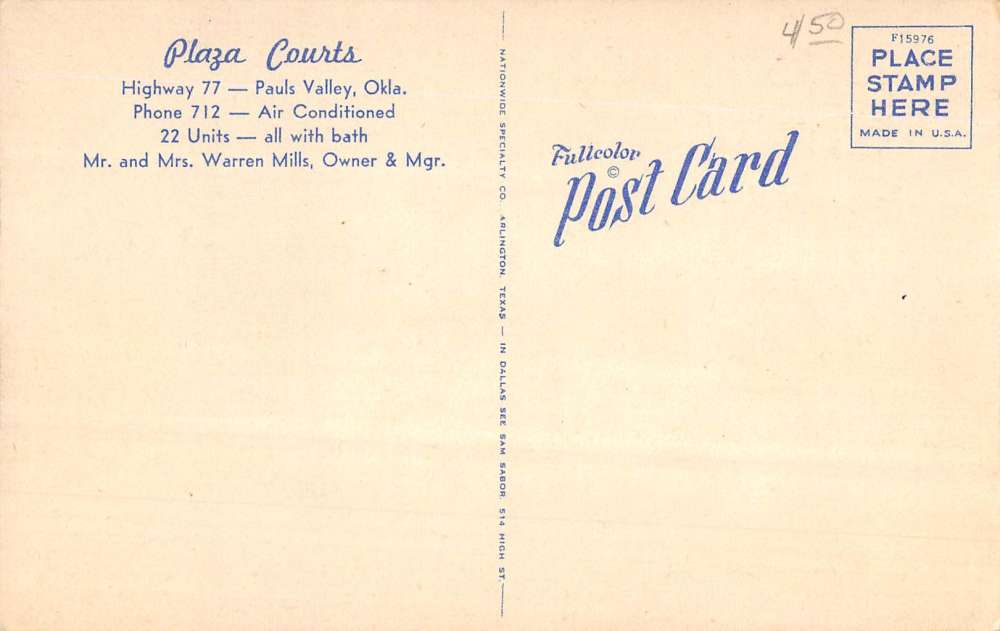 Plaza Courts
Highway 77 — Pauls Valley, Okla.
Phone 712 — Air Conditioned
22 Units — all with bath
Mr. and Mrs. Warren Mills, Owner & Mgr.
NATIONWIDE SPECIALTY CO., ARLINGTON, TEXAS — IN DALLAS SEE SAM SABOR, 514 HIGH ST.
4/50
F15976
PLACE
STAMP
HERE
MADE IN U.S.A.
Fullcolor
©
Post Card